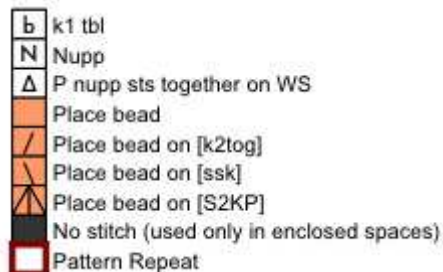 b k1 tbl
N Nupp
Δ P nupp sts together on WS
Place bead
Place bead on [k2tog]
Place bead on [ssk]
Place bead on [S2KP]
No stitch (used only in enclosed spaces)
Pattern Repeat